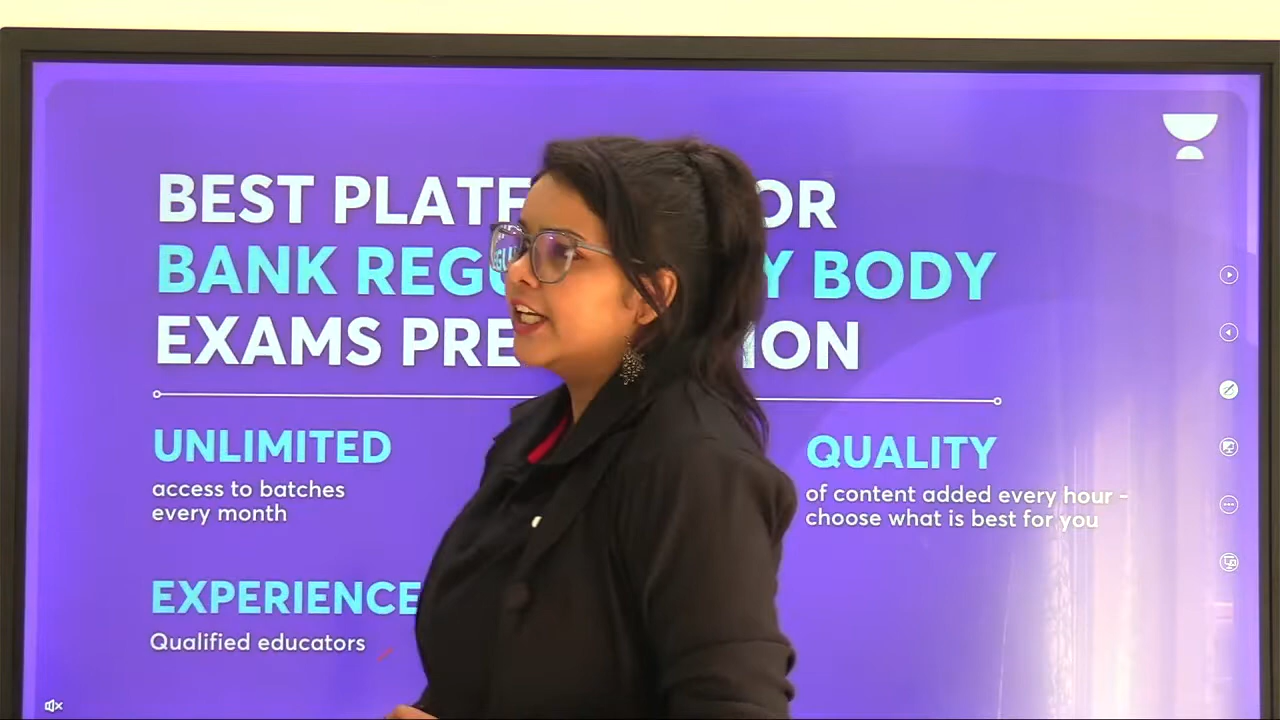 BEST PLATF OR
BANK REGU Y BODY
EXAMS PRE ION
UNLIMITED
access to batches
every month
QUALITY
of content added every hour -
choose what is best for you
EXPERIENCE
Qualified educators